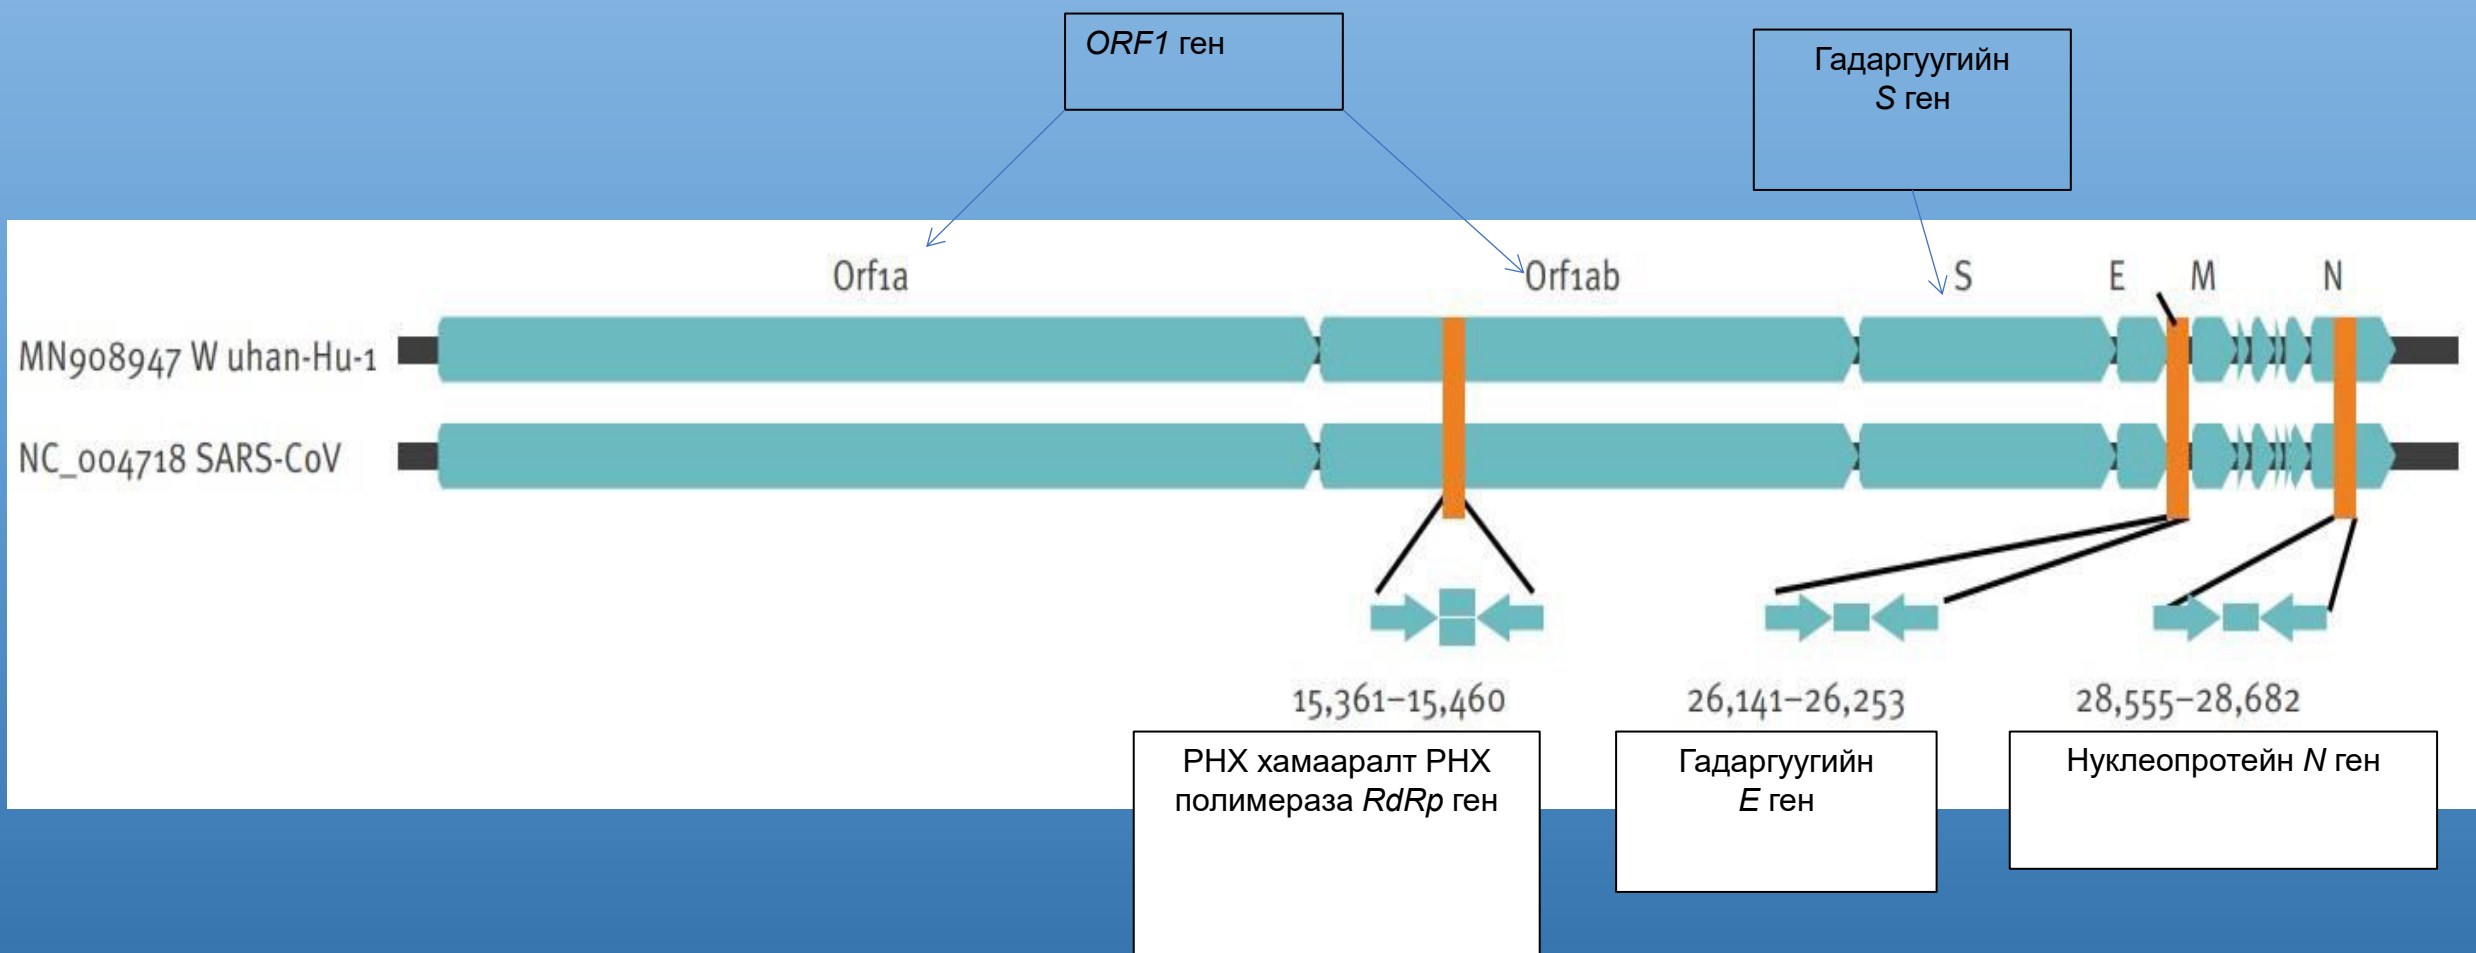 ORF1 ген
Гадаргуугийн
S ген
Orf1a
Orf1ab
S
E
M
N
MN908947 W uhan-Hu-1
NC_004718 SARS-CoV
15,361–15,460
26,141–26,253
28,555–28,682
РНХ хамааралт РНХ
полимераза RdRp ген
Гадаргуугийн
E ген
Нуклеопротейн N ген